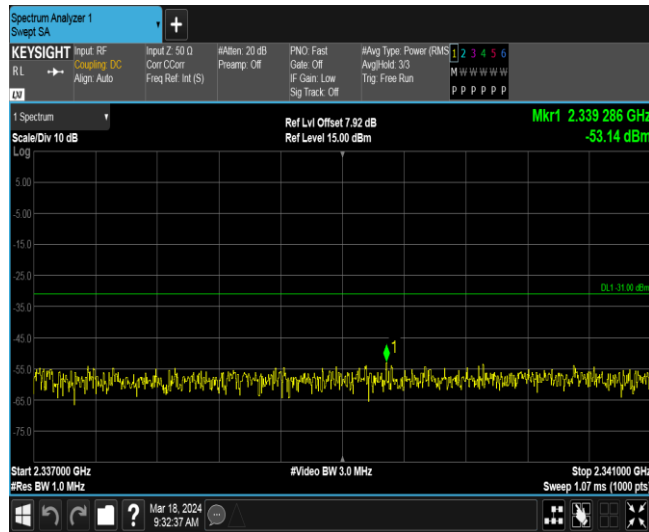 Spectrum Analyzer 1
Swept SA
+
KEYSIGHT
RL
LXI
Input: RF
Coupling: DC
Align: Auto
Input Z: 50 Ω
Corr CCorr
Freq Ref: Int (S)
#Atten: 20 dB
Preamp: Off
PNO: Fast
Gate: Off
IF Gain: Low
Sig Track: Off
#Avg Type: Power (RMS
Avg|Hold: 3/3
Trig: Free Run
1 2 3 4 5 6
M W W W W W
P P P P P P
1 Spectrum
Scale/Div 10 dB
Log
Ref Lvl Offset 7.92 dB
Ref Level 15.00 dBm
Mkr1 2.339 286 GHz
-53.14 dBm
5.00
-5.00
-15.0
-25.0
DL1 -31.00 dBm
-35.0
-45.0
1
-55.0
-65.0
-75.0
Start 2.337000 GHz
#Video BW 3.0 MHz
Stop 2.341000 GHz
#Res BW 1.0 MHz
Sweep 1.07 ms (1000 pts)
?
Mar 18, 2024
9:32:37 AM